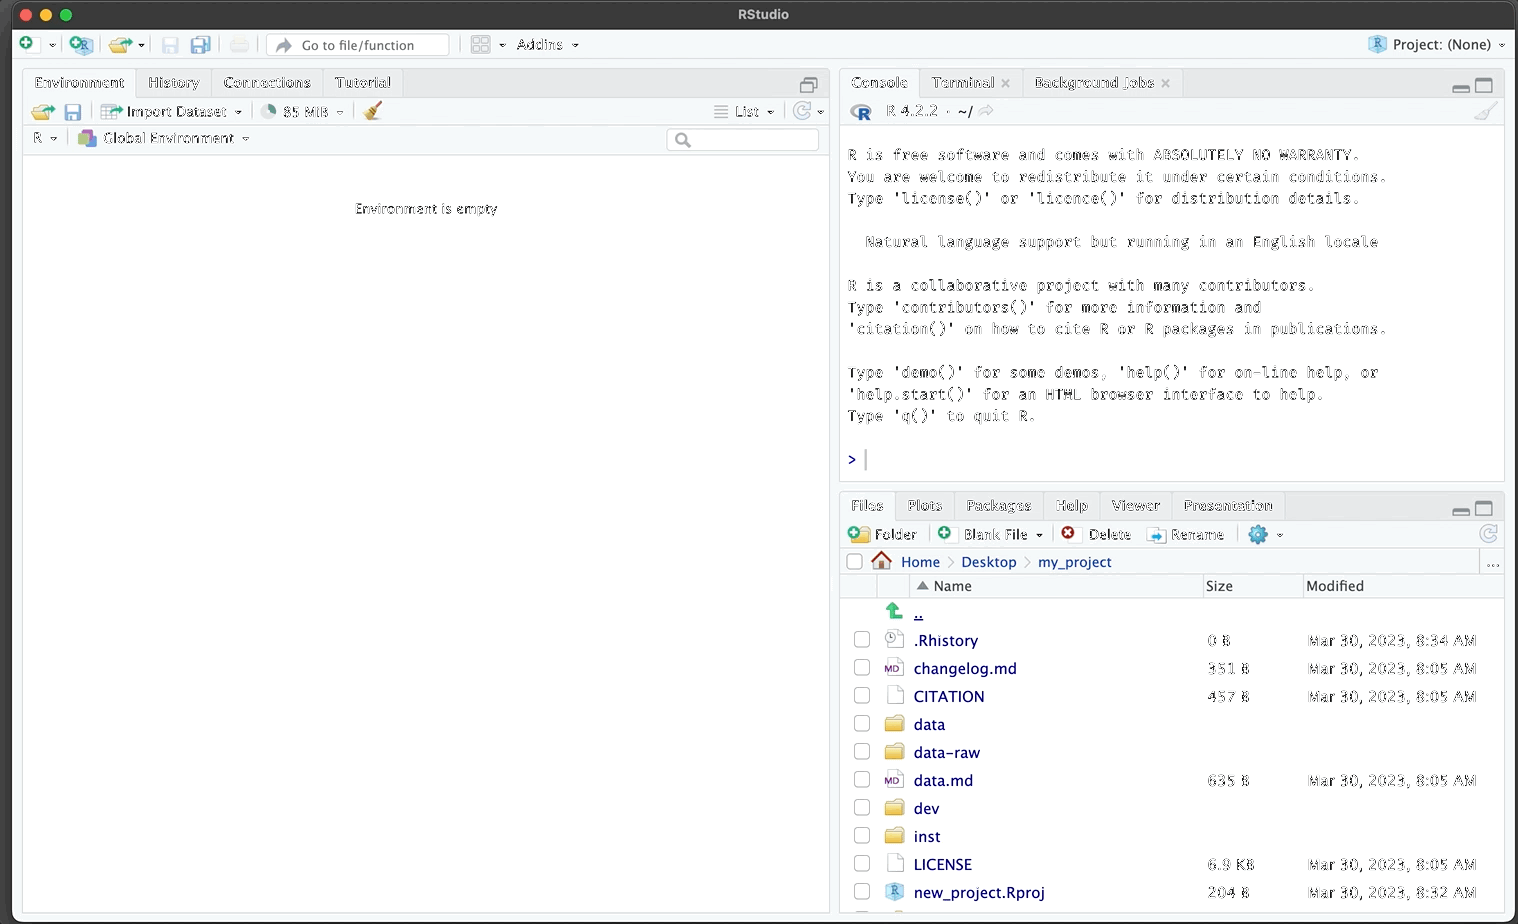 RStudio
Go to file/function
Addins
Project: (None)
Environment History Connections Tutorial
Import Dataset 85 MiB List
R Global Environment
Environment is empty
Console Terminal Background Jobs
R 4.2.2 · ~/
R is free software and comes with ABSOLUTELY NO WARRANTY.
You are welcome to redistribute it under certain conditions.
Type 'license()' or 'licence()' for distribution details.
Natural language support but running in an English locale
R is a collaborative project with many contributors.
Type 'contributors()' for more information and
'citation()' on how to cite R or R packages in publications.
Type 'demo()' for some demos, 'help()' for on-line help, or
'help.start()' for an HTML browser interface to help.
Type 'q()' to quit R.
>
Files Plots Packages Help Viewer Presentation
Folder Blank File Delete Rename
Home Desktop my_project ...
Name Size Modified
..
.Rhistory 0 B Mar 30, 2023, 8:34 AM
MD changelog.md 351 B Mar 30, 2023, 8:05 AM
CITATION 457 B Mar 30, 2023, 8:05 AM
data
data-raw
MD data.md 635 B Mar 30, 2023, 8:05 AM
dev
inst
LICENSE 6.9 KB Mar 30, 2023, 8:05 AM
R new_project.Rproj 204 B Mar 30, 2023, 8:32 AM